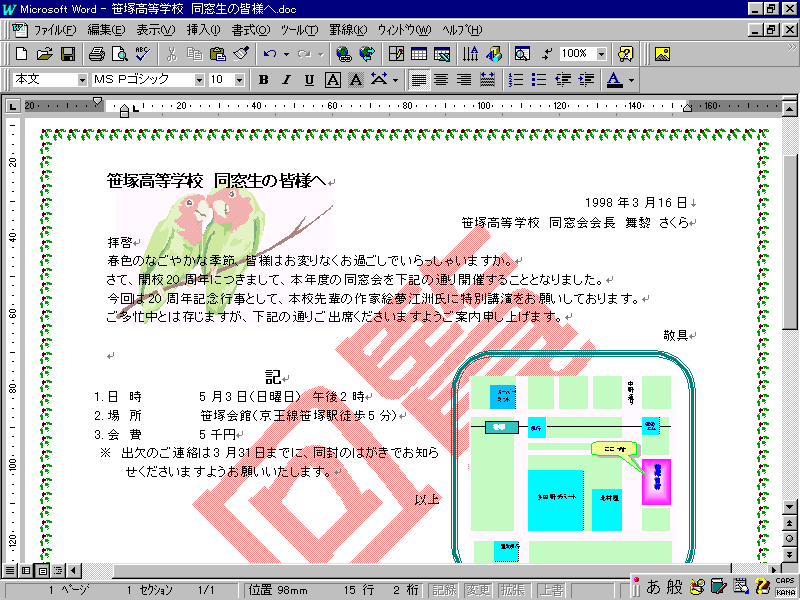 Microsoft Word - 笹塚高等学校 同窓生の皆様へ.doc
ファイル(F) 編集(E) 表示(V) 挿入(I) 書式(O) ツール(T) 罫線(K) ウィンドウ(W) ヘルプ(H)
100%
本文 MS Pゴシック 10 B I U A A A
20 20 40 60 80 100 120 140 160
笹塚高等学校 同窓生の皆様へ
1998 年 3 月 16 日
笹塚高等学校 同窓会会長 舞黎 さくら
拝啓
春色のなごやかな季節、皆様はお変りなくお過ごしでいらっしゃいますか。
さて、開校20 周年につきまして、本年度の同窓会を下記の通り開催することとなりました。
今回は20 周年記念行事として、本校先輩の作家絵夢江洲氏に特別講演をお願いしております。
ご多忙中とは存じますが、下記の通りご出席くださいますようご案内申し上げます。
敬具
記
1. 日 時 5 月 3 日(日曜日) 午後 2 時
2. 場 所 笹塚会館(京王線笹塚駅徒歩 5 分)
3. 会 費 5 千円
※ 出欠のご連絡は 3 月31 日までに、同封のはがきでお知ら
せくださいますようお願いいたします。
以上
中野通り
銀行
ここです
20 40 60 80 100 120
1 ページ 1 セクション 1/1 位置 98mm 15 行 2 桁 記録 変更 拡張 上書
あ 般 CAPS
KANA